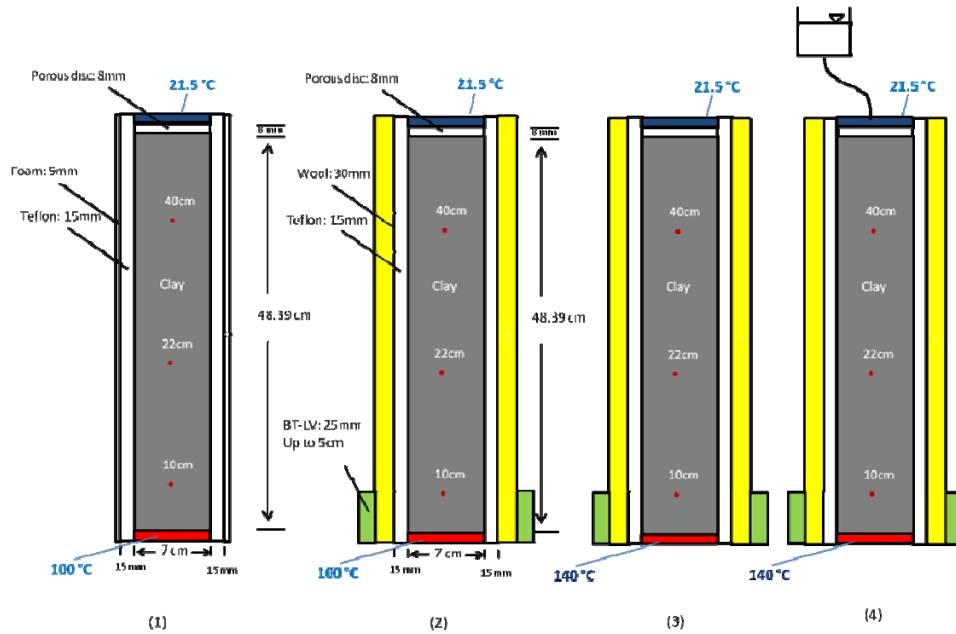 21.5 °C
Porous disc: 8mm
Foam: 5mm
Teflon: 15mm
40cm
Clay
22cm
10cm
8 mm
48.39 cm
100 °C
7 cm
15 mm
15 mm
(1)
21.5 °C
Porous disc: 8mm
Wool: 30mm
Teflon: 15mm
40cm
Clay
22cm
10cm
8 mm
48.39 cm
BT-LV: 25mm
Up to 5cm
100 °C
7 cm
15 mm
15 mm
(2)
21.5 °C
40cm
Clay
22cm
10cm
140 °C
(3)
21.5 °C
40cm
Clay
22cm
10cm
140 °C
(4)